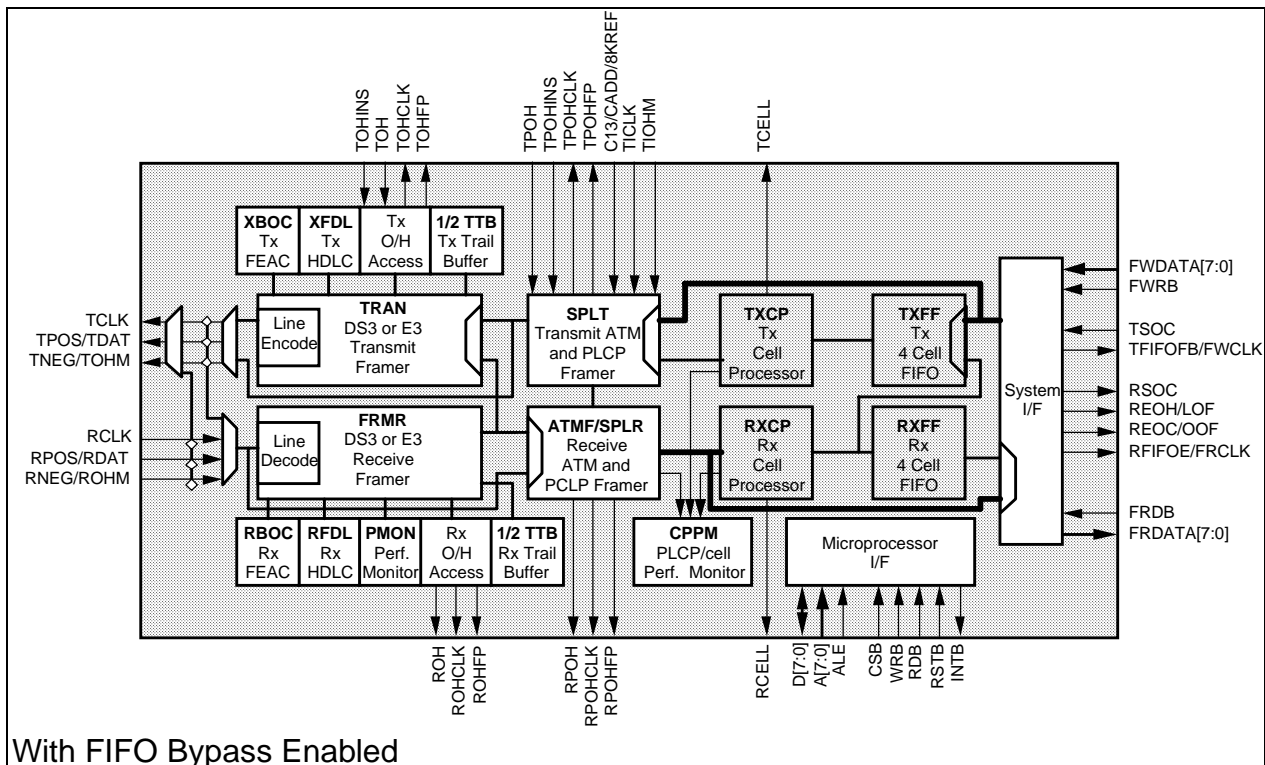 TOHINS
TOH
TOHCLK
TOHFP
TPOH
TPOHINS
TPOHCLK
TPOHFP
C13/CADD/8KREF
TICLK
TIOHM
TCELL
XBOC
Tx
FEAC
XFDL
Tx
HDLC
Tx
O/H
Access
1/2 TTB
Tx Trail
Buffer
TCLK
TPOS/TDAT
TNEG/TOHM
Line
Encode
TRAN
DS3 or E3
Transmit
Framer
SPLT
Transmit ATM
and PLCP
Framer
TXCP
Tx
Cell
Processor
TXFF
Tx
4 Cell
FIFO
System
I/F
FWDATA[7:0]
FWRB
TSOC
TFIFOFB/FWCLK
RSOC
REOH/LOF
REOC/OOF
RFIFOE/FRCLK
FRDB
FRDATA[7:0]
RCLK
RPOS/RDAT
RNEG/ROHM
Line
Decode
FRMR
DS3 or E3
Receive
Framer
ATMF/SPLR
Receive
ATM and
PCLP Framer
RXCP
Rx
Cell
Processor
RXFF
Rx
4 Cell
FIFO
RBOC
Rx
FEAC
RFDL
Rx
HDLC
PMON
Perf.
Monitor
Rx
O/H
Access
1/2 TTB
Rx Trail
Buffer
CPPM
PLCP/cell
Perf. Monitor
Microprocessor
I/F
ROH
ROHCLK
ROHFP
RPOH
RPOHCLK
RPOHFP
RCELL
D[7:0]
A[7:0]
ALE
CSB
WRB
RDB
RSTB
INTB
With FIFO Bypass Enabled